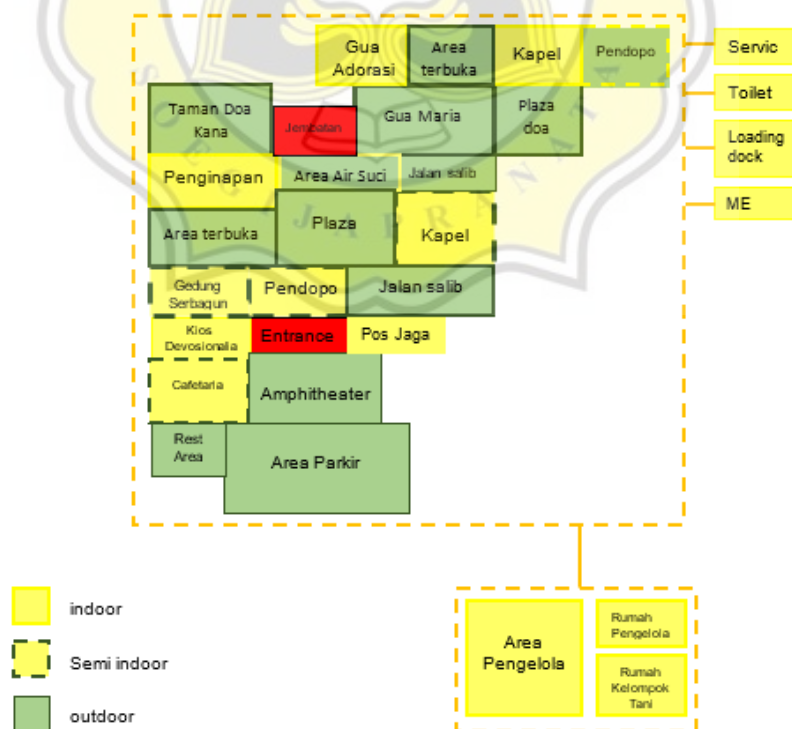 Gua
Adorasi
Area
terbuka
Kapel
Pendopo
Servic
Toilet
Loading
dock
ME
Taman Doa
Kana
Jembatan
Gua Maria
Plaza
doa
Penginapan
Area Air Suci
Jalan salib
Area terbuka
Plaza
Kapel
Gedung
Serbagun
Pendopo
Jalan salib
Kios
Devosionalia
Entrance
Pos Jaga
Cafetaria
Amphitheater
Rest
Area
Area Parkir
indoor
Semi indoor
outdoor
Area
Pengelola
Rumah
Pengelola
Rumah
Kelompok
Tani
SOEGIJAPRANATA